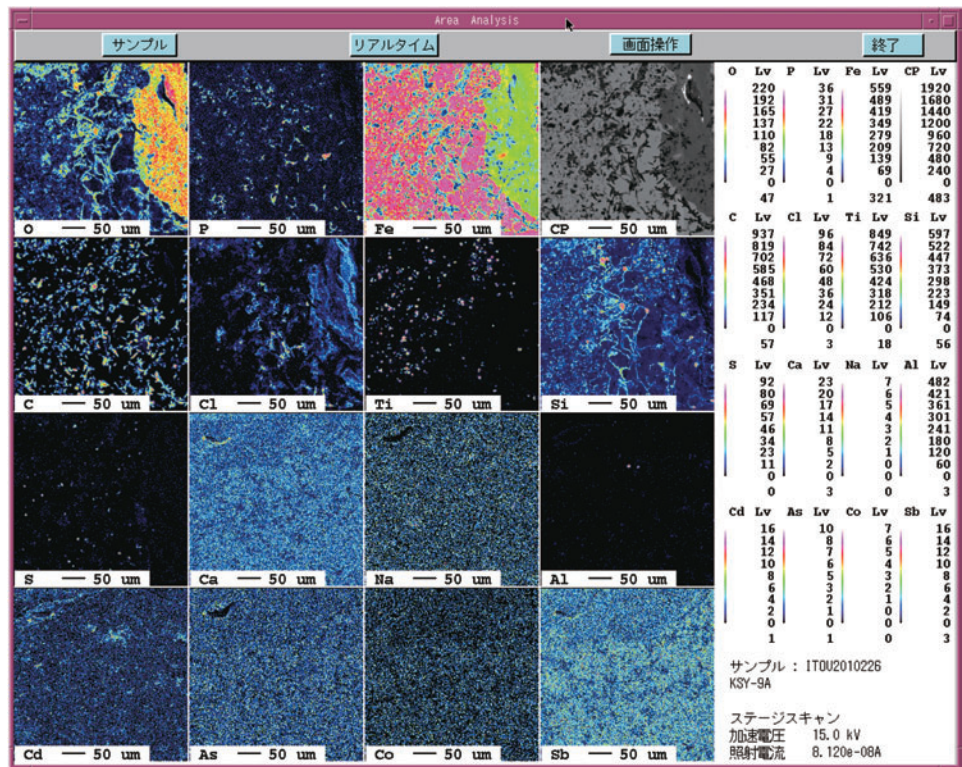 Area Analysis
サンプル リアルタイム 画面操作 終了
O 50 um P 50 um Fe 50 um CP 50 um
C 50 um Cl 50 um Ti 50 um Si 50 um
S 50 um Ca 50 um Na 50 um Al 50 um
Cd 50 um As 50 um Co 50 um Sb 50 um
O Lv P Lv Fe Lv CP Lv
220 36 559 1920
192 31 489 1680
165 27 419 1440
137 22 349 1200
110 18 279 960
82 13 209 720
55 9 139 480
27 4 69 240
0 0 0 0
47 1 321 483
C Lv Cl Lv Ti Lv Si Lv
937 96 849 597
819 84 742 522
702 72 636 447
585 60 530 373
468 48 424 298
351 36 318 223
234 24 212 149
117 12 106 74
0 0 0 0
57 3 18 56
S Lv Ca Lv Na Lv Al Lv
92 23 7 482
80 20 6 421
69 17 5 361
57 14 4 301
46 11 3 241
34 8 2 180
23 5 1 120
11 2 0 60
0 0 0 0
0 3 0 3
Cd Lv As Lv Co Lv Sb Lv
16 10 7 16
14 8 6 14
12 7 5 12
10 6 4 10
8 5 3 8
6 3 2 6
4 2 1 4
2 1 0 2
0 0 0 0
1 1 0 3
サンプル : ITOU2010226
KSY-9A
ステージスキャン
加速電圧 15.0 kV
照射電流 8.120e-08A